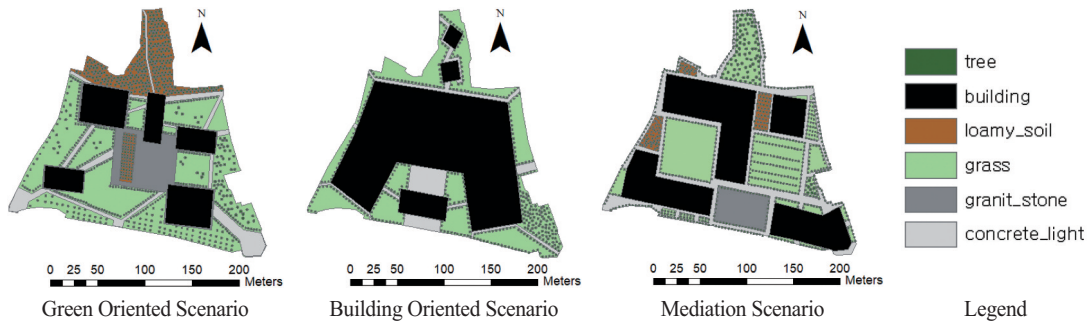 N
N
N
tree
building
loamy_soil
grass
granit_stone
concrete_light
0 25 50 100 150 200
Meters
0 25 50 100 150 200
Meters
0 25 50 100 150 200
Meters
Green Oriented Scenario
Building Oriented Scenario
Mediation Scenario
Legend